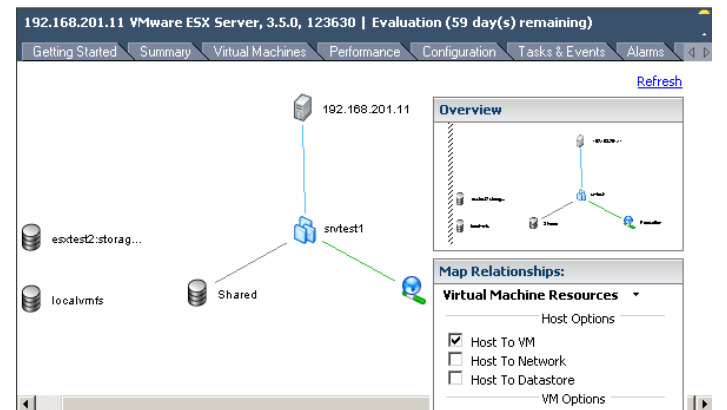 192.168.201.11 VMware ESX Server, 3.5.0, 123630 | Evaluation (59 day(s) remaining)
Getting Started Summary Virtual Machines Performance Configuration Tasks & Events Alarms
Refresh
192.168.201.11
Overview
srvtest1
esxtest2:storag...
localvmfs
Shared
Map Relationships:
Virtual Machine Resources
Host Options
Host To VM
Host To Network
Host To Datastore
VM Options